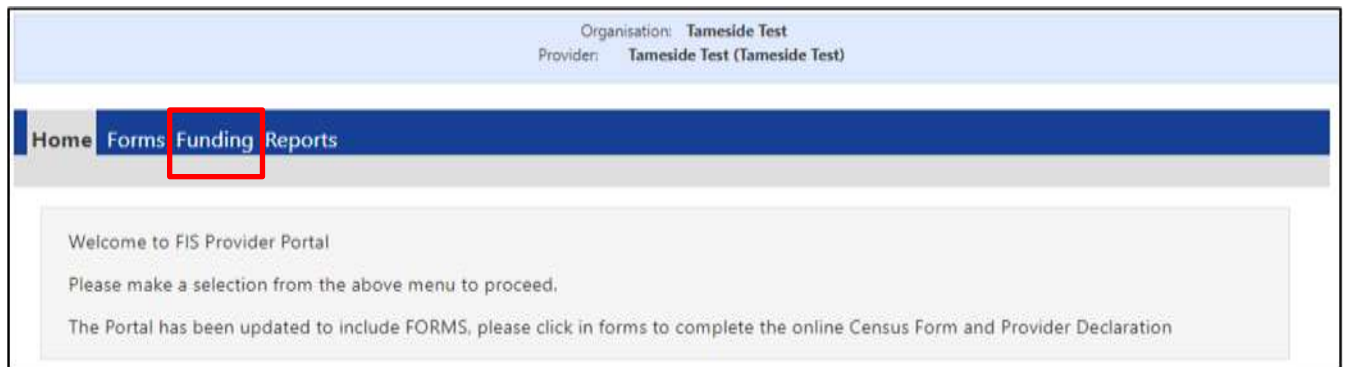 Organisation: Tameside Test
Provider: Tameside Test (Tameside Test)
Home Forms Funding Reports
Welcome to FIS Provider Portal
Please make a selection from the above menu to proceed.
The Portal has been updated to include FORMS, please click in forms to complete the online Census Form and Provider Declaration